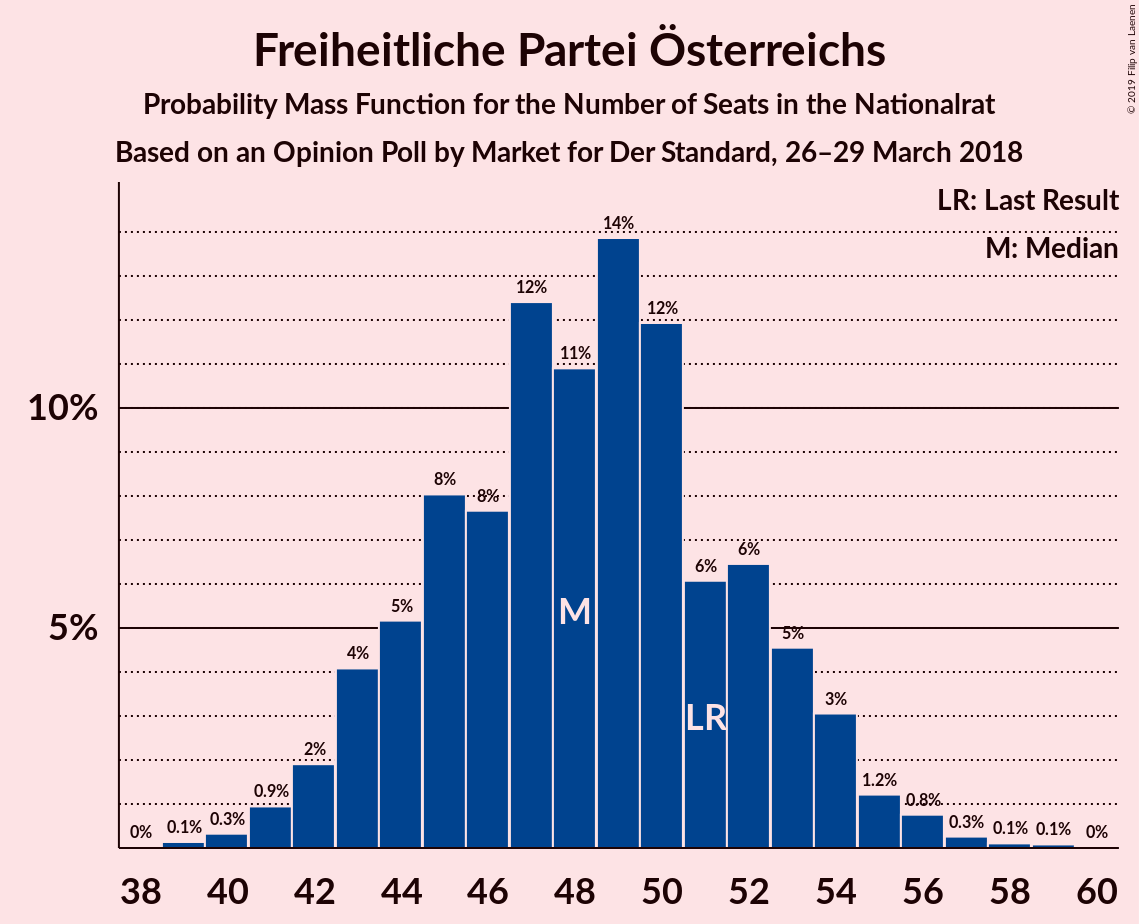 Freiheitliche Partei Österreichs
Probability Mass Function for the Number of Seats in the Nationalrat
Based on an Opinion Poll by Market for Der Standard, 26–29 March 2018
© 2019 Filip van Laenen
LR: Last Result
M: Median
10%
5%
0%
0.1%
0.3%
0.9%
2%
4%
5%
8%
8%
12%
11%
14%
12%
6%
6%
5%
3%
1.2%
0.8%
0.3%
0.1%
0.1%
0%
M
LR
38 40 42 44 46 48 50 52 54 56 58 60